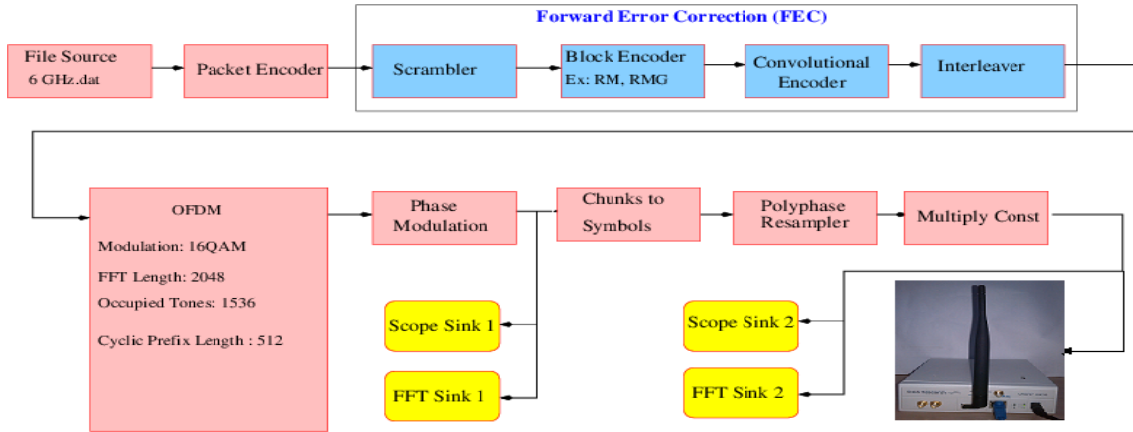 Forward Error Correction (FEC)
File Source
6 GHz.dat
Packet Encoder
Scrambler
Block Encoder
Ex: RM, RMG
Convolutional
Encoder
Interleaver
OFDM
Modulation: 16QAM
FFT Length: 2048
Occupied Tones: 1536
Cyclic Prefix Length : 512
Phase
Modulation
Chunks to
Symbols
Polyphase
Resampler
Multiply Const
Scope Sink 1
FFT Sink 1
Scope Sink 2
FFT Sink 2